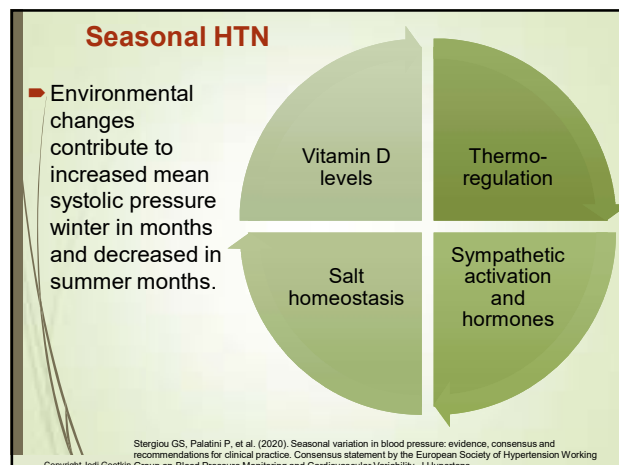 Seasonal HTN
Environmental
changes
contribute to
increased mean
systolic pressure
winter in months
and decreased in
summer months.
Vitamin D
levels
Thermo-
regulation
Salt
homeostasis
Sympathetic
activation
and
hormones
Stergiou GS, Palatini P, et al. (2020). Seasonal variation in blood pressure: evidence, consensus and
recommendations for clinical practice. Consensus statement by the European Society of Hypertension Working
Copyright Jodi Group on Blood Pressure Monitoring and Cardiovascular Variability. J Hypertens